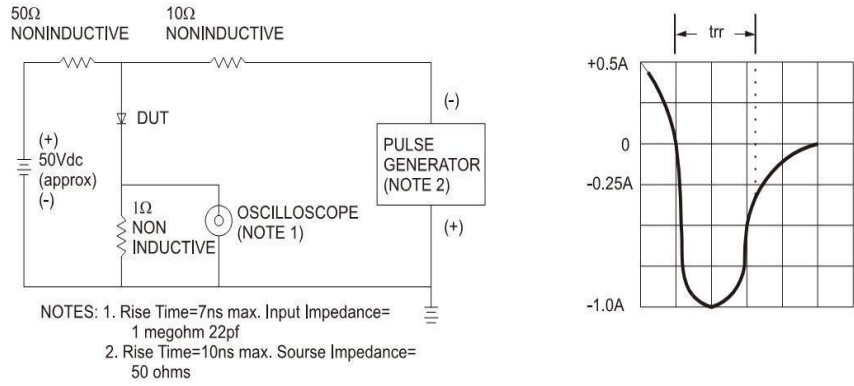 50Ω
NONINDUCTIVE
10Ω
NONINDUCTIVE
DUT
(+)
50Vdc
(approx)
(-)
1Ω
NON
INDUCTIVE
OSCILLOSCOPE
(NOTE 1)
(-)
PULSE
GENERATOR
(NOTE 2)
(+)
NOTES: 1. Rise Time=7ns max. Input Impedance=
1 megohm 22pf
2. Rise Time=10ns max. Sourse Impedance=
50 ohms
trr
+0.5A
0
-0.25A
-1.0A